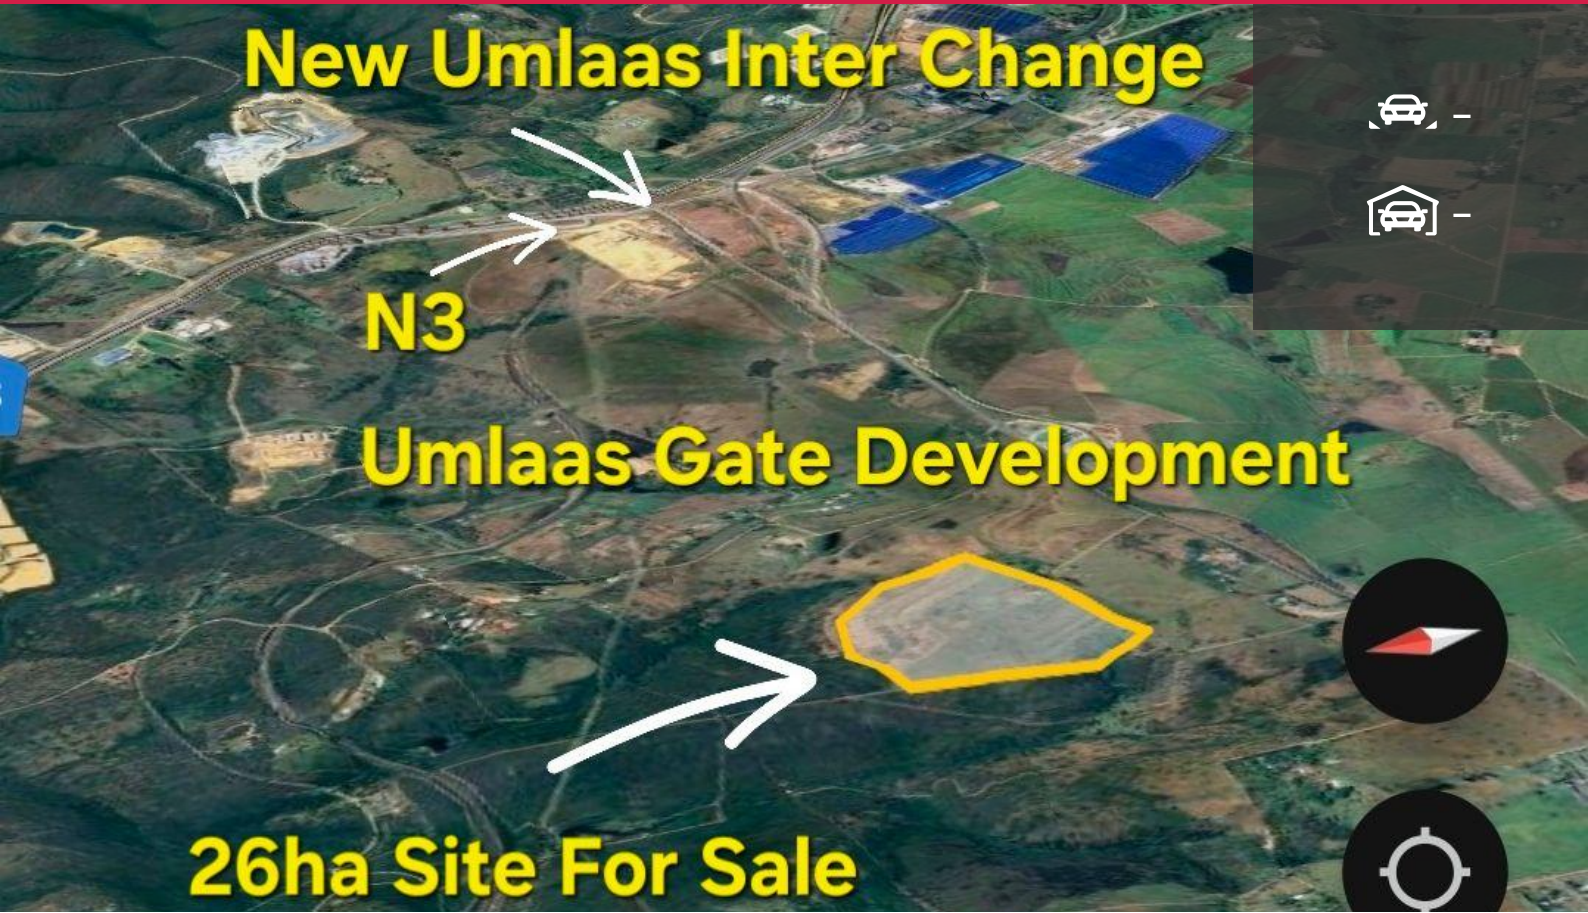 New Umlaas Inter Change
–
–
N3
Umlaas Gate Development
26ha Site For Sale